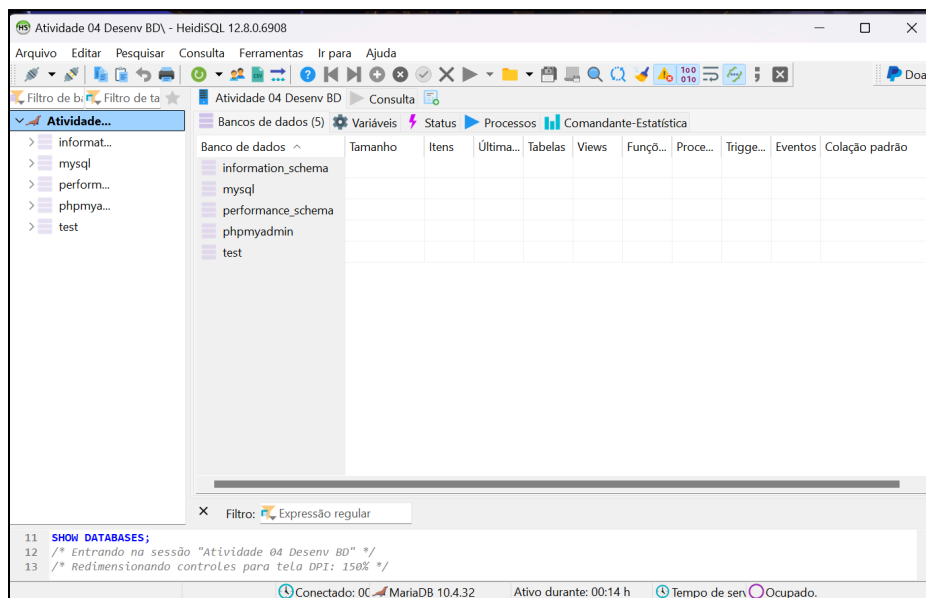 Atividade 04 Desenv BD\ - HeidiSQL 12.8.0.6908
Arquivo Editar Pesquisar Consulta Ferramentas Ir para Ajuda
Doa
Filtro de b Filtro de ta Atividade 04 Desenv BD Consulta
Atividade... Bancos de dados (5) Variáveis Status Processos Comandante-Estatística
informat...
mysql
perform...
phpmya...
test
Banco de dados Tamanho Itens Última... Tabelas Views Funçõ... Proce... Trigge... Eventos Colação padrão
information_schema
mysql
performance_schema
phpmyadmin
test
Filtro: Expressão regular
11 SHOW DATABASES;
12 /* Entrando na sessão "Atividade 04 Desenv BD" */
13 /* Redimensionando controles para tela DPI: 150% */
Conectado: 00 MariaDB 10.4.32 Ativo durante: 00:14 h Tempo de ser Ocupado.